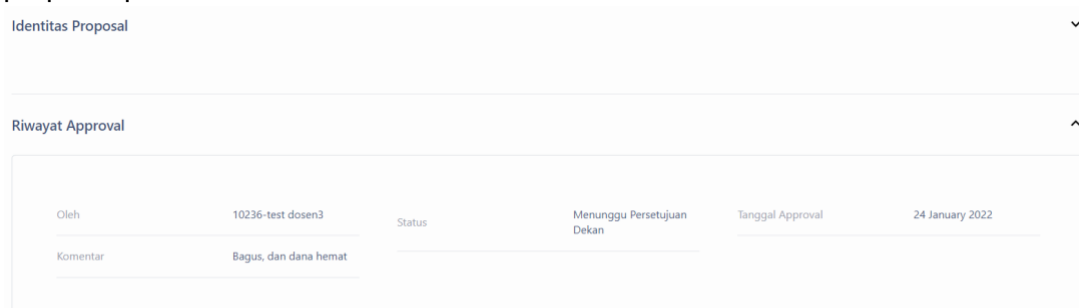 Identitas Proposal
Riwayat Approval
Oleh 10236-test dosen3
Status Menunggu Persetujuan
Dekan
Tanggal Approval 24 January 2022
Komentar Bagus, dan dana hemat